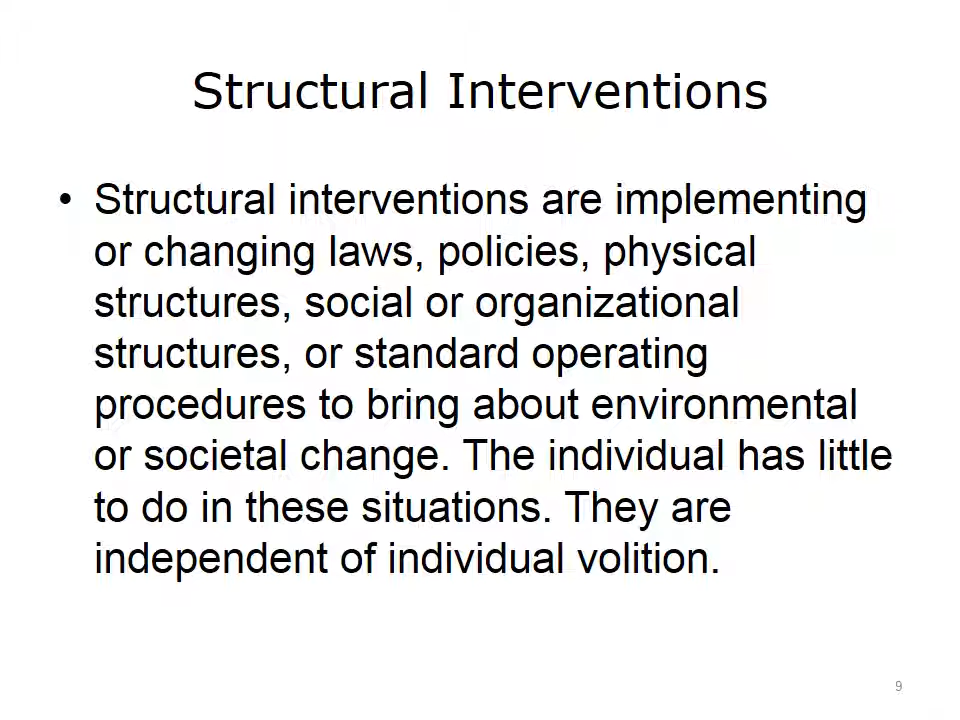 Structural Interventions
• Structural interventions are implementing
or changing laws, policies, physical
structures, social or organizational
structures, or standard operating
procedures to bring about environmental
or societal change. The individual has little
to do in these situations. They are
independent of individual volition.
9